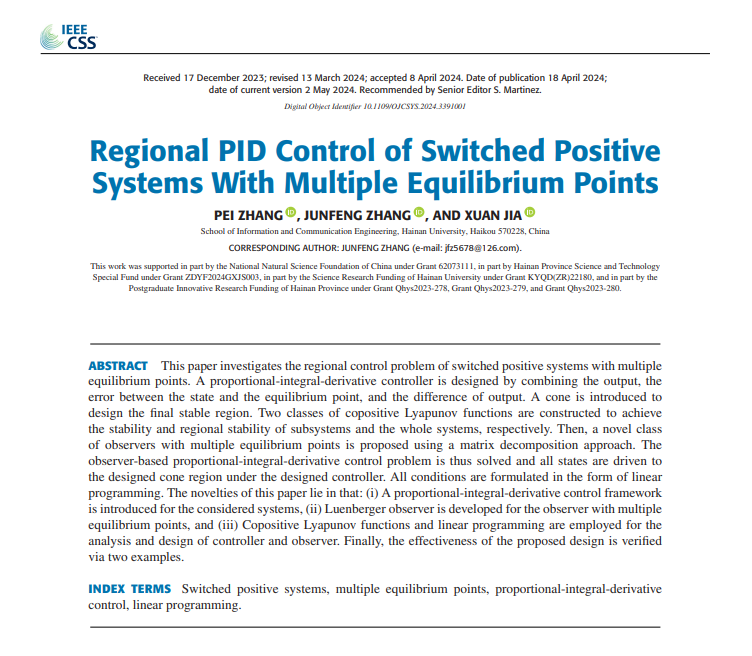 IEEE
CSS
Received 17 December 2023; revised 13 March 2024; accepted 8 April 2024. Date of publication 18 April 2024;
date of current version 2 May 2024. Recommended by Senior Editor S. Martinez.
Digital Object Identifier 10.1109/OJCSYS.2024.3391001
Regional PID Control of Switched Positive
Systems With Multiple Equilibrium Points
PEI ZHANG iD, JUNFENG ZHANG iD, AND XUAN JIA iD
School of Information and Communication Engineering, Hainan University, Haikou 570228, China
CORRESPONDING AUTHOR: JUNFENG ZHANG (e-mail: jfz5678@126.com).
This work was supported in part by the National Natural Science Foundation of China under Grant 62073111, in part by Hainan Province Science and Technology
Special Fund under Grant ZDYF2024GXJS003, in part by the Science Research Funding of Hainan University under Grant KYQD(ZR)22180, and in part by the
Postgraduate Innovative Research Funding of Hainan Province under Grant Qhys2023-278, Grant Qhys2023-279, and Grant Qhys2023-280.
ABSTRACT This paper investigates the regional control problem of switched positive systems with multiple
equilibrium points. A proportional-integral-derivative controller is designed by combining the output, the
error between the state and the equilibrium point, and the difference of output. A cone is introduced to
design the final stable region. Two classes of copositive Lyapunov functions are constructed to achieve
the stability and regional stability of subsystems and the whole systems, respectively. Then, a novel class
of observers with multiple equilibrium points is proposed using a matrix decomposition approach. The
observer-based proportional-integral-derivative control problem is thus solved and all states are driven to
the designed cone region under the designed controller. All conditions are formulated in the form of linear
programming. The novelties of this paper lie in that: (i) A proportional-integral-derivative control framework
is introduced for the considered systems, (ii) Luenberger observer is developed for the observer with multiple
equilibrium points, and (iii) Copositive Lyapunov functions and linear programming are employed for the
analysis and design of controller and observer. Finally, the effectiveness of the proposed design is verified
via two examples.
INDEX TERMS Switched positive systems, multiple equilibrium points, proportional-integral-derivative
control, linear programming.